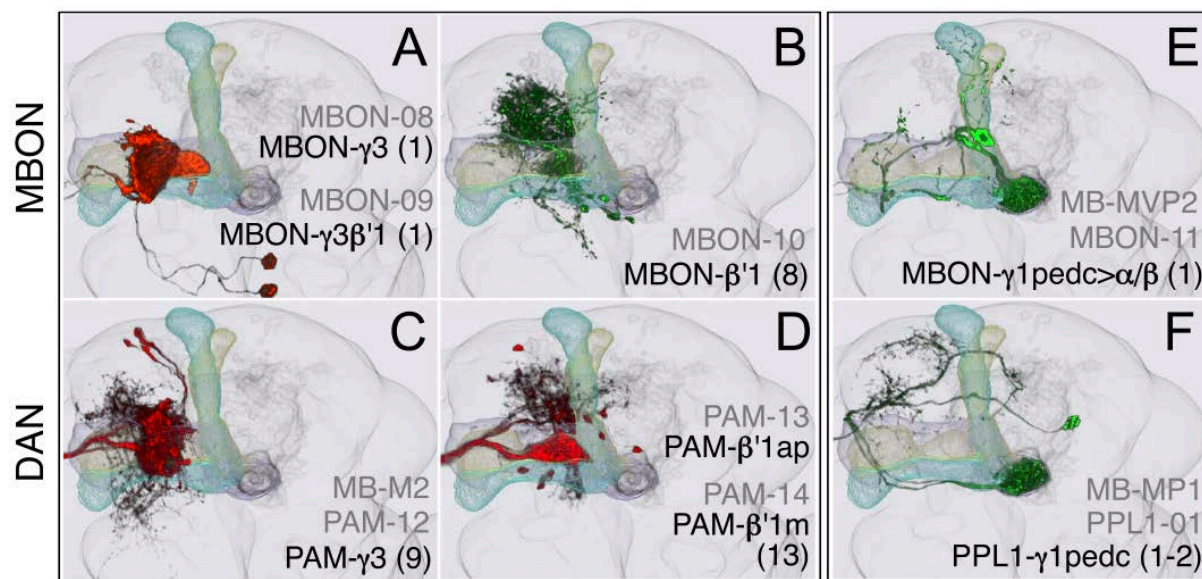 MBON
A
MBON-08
MBON-γ3 (1)
MBON-09
MBON-γ3β'1 (1)
B
MBON-10
MBON-β'1 (8)
E
MB-MVP2
MBON-11
MBON-γ1pedc>α/β (1)
DAN
C
MB-M2
PAM-12
PAM-γ3 (9)
D
PAM-13
PAM-β'1ap
PAM-14
PAM-β'1m
(13)
F
MB-MP1
PPL1-01
PPL1-γ1pedc (1-2)